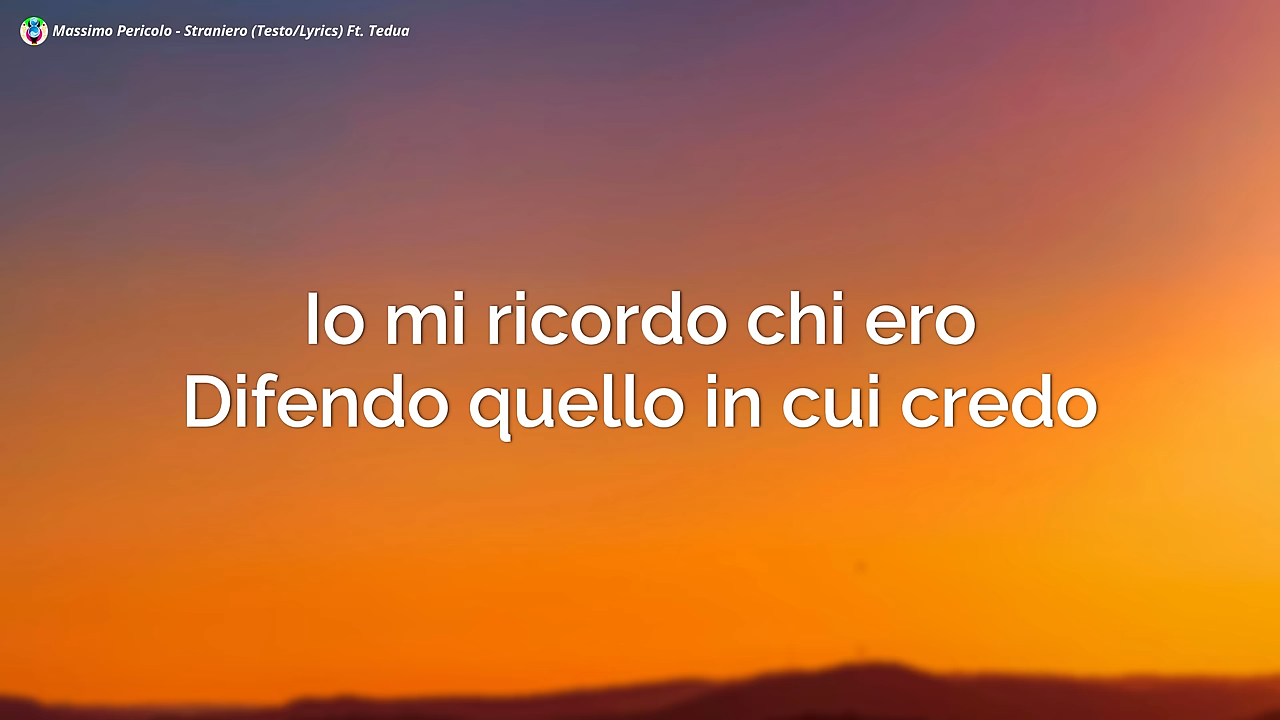 Massimo Pericolo - Straniero (Testo/Lyrics) Ft. Tedua
Io mi ricordo chi ero
Difendo quello in cui credo